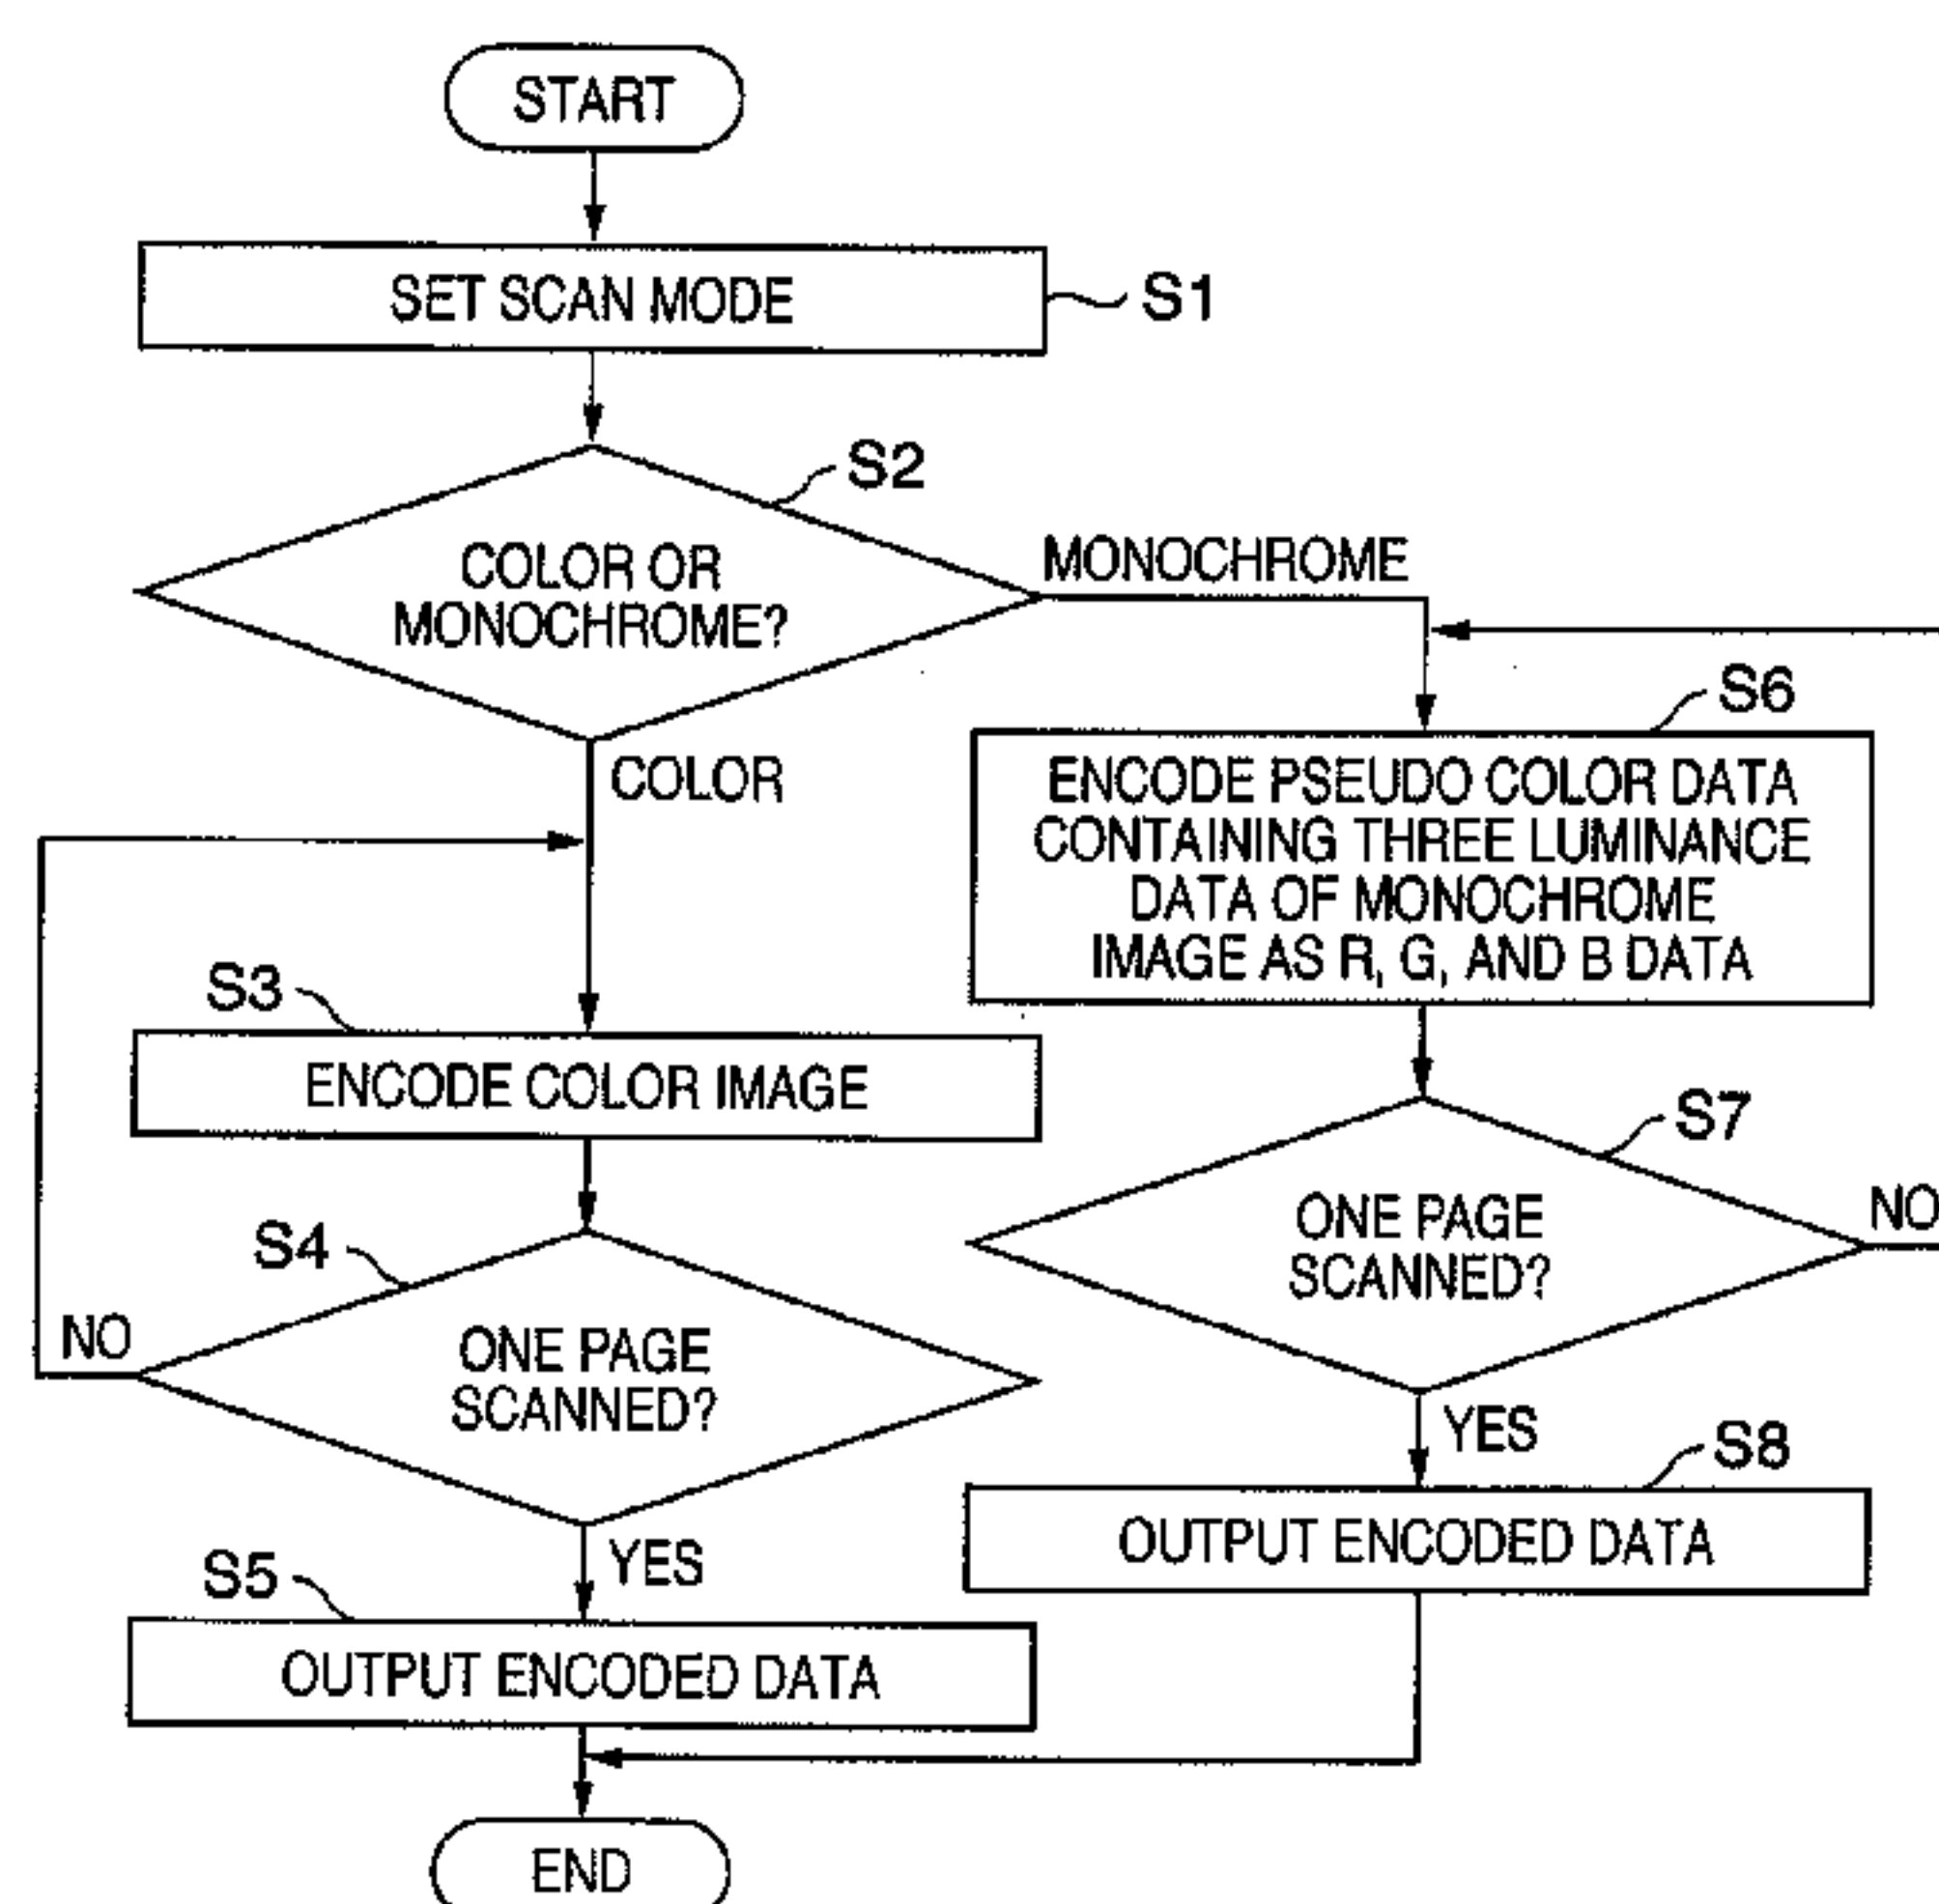 START
SET SCAN MODE
S1
S2
COLOR OR
MONOCHROME?
MONOCHROME
COLOR
S6
ENCODE PSEUDO COLOR DATA
CONTAINING THREE LUMINANCE
DATA OF MONOCHROME
IMAGE AS R, G, AND B DATA
S3
ENCODE COLOR IMAGE
S7
ONE PAGE
SCANNED?
NO
S4
ONE PAGE
SCANNED?
NO
YES
S8
OUTPUT ENCODED DATA
YES
S5
OUTPUT ENCODED DATA
END